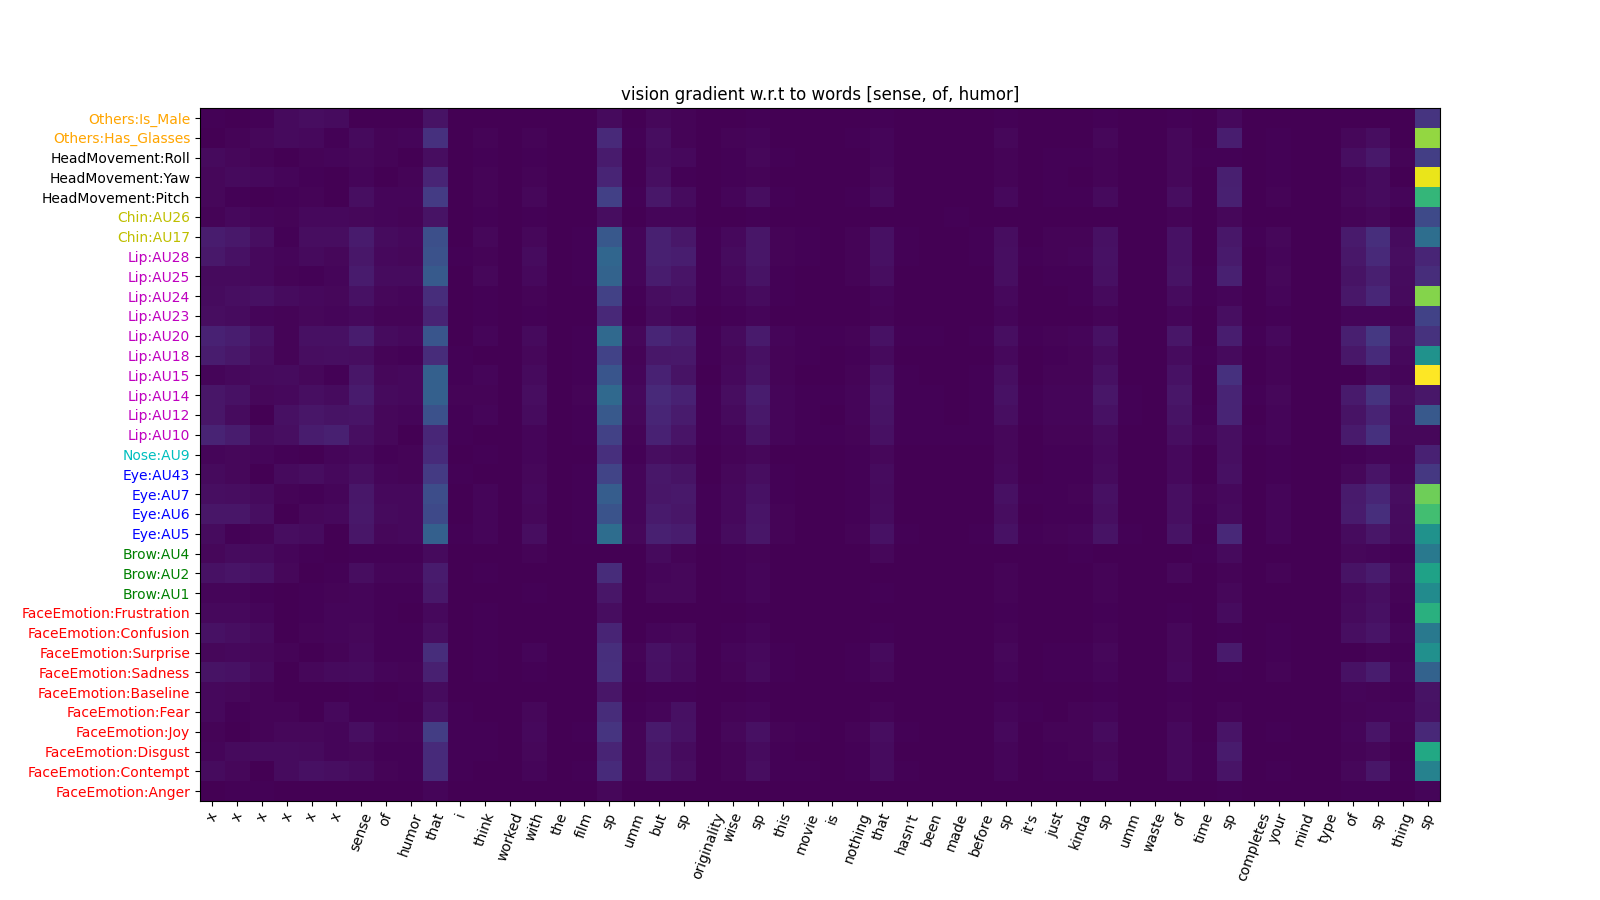 vision gradient w.r.t to words [sense, of, humor]
Others:Is_Male
Others:Has_Glasses
HeadMovement:Roll
HeadMovement:Yaw
HeadMovement:Pitch
Chin:AU26
Chin:AU17
Lip:AU28
Lip:AU25
Lip:AU24
Lip:AU23
Lip:AU20
Lip:AU18
Lip:AU15
Lip:AU14
Lip:AU12
Lip:AU10
Nose:AU9
Eye:AU43
Eye:AU7
Eye:AU6
Eye:AU5
Brow:AU4
Brow:AU2
Brow:AU1
FaceEmotion:Frustration
FaceEmotion:Confusion
FaceEmotion:Surprise
FaceEmotion:Sadness
FaceEmotion:Baseline
FaceEmotion:Fear
FaceEmotion:Joy
FaceEmotion:Disgust
FaceEmotion:Contempt
FaceEmotion:Anger
x
x
x
x
x
x
sense
of
humor
that
i
think
worked
with
the
film
sp
umm
but
sp
originality
wise
sp
this
movie
is
nothing
that
hasn't
been
made
before
sp
it's
just
kinda
sp
umm
waste
of
time
sp
completes
your
mind
type
of
sp
thing
sp